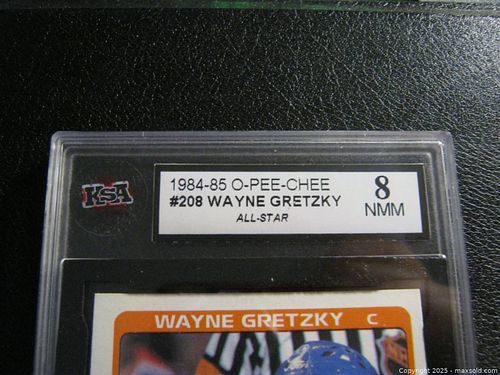 KSA
1984-85 O-PEE-CHEE
#208 WAYNE GRETZKY
ALL-STAR
8
NMM
WAYNE GRETZKY C
Copyright 2025 - maxsold.com